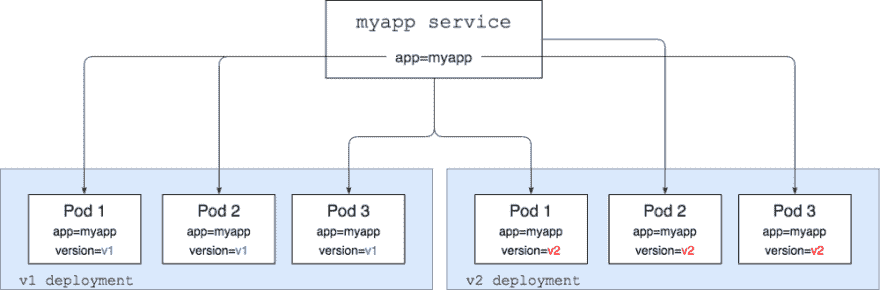 myapp service
app=myapp
Pod 1
app=myapp
version=v1
Pod 2
app=myapp
version=v1
Pod 3
app=myapp
version=v1
v1 deployment
Pod 1
app=myapp
version=v2
Pod 2
app=myapp
version=v2
Pod 3
app=myapp
version=v2
v2 deployment